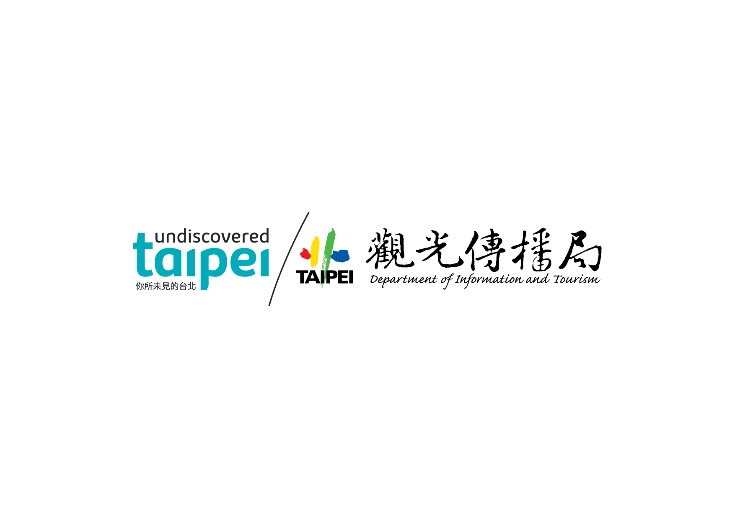 undiscovered
taipei
你所未見的台北
TAIPEI
觀光傳播局
Department of Information and Tourism